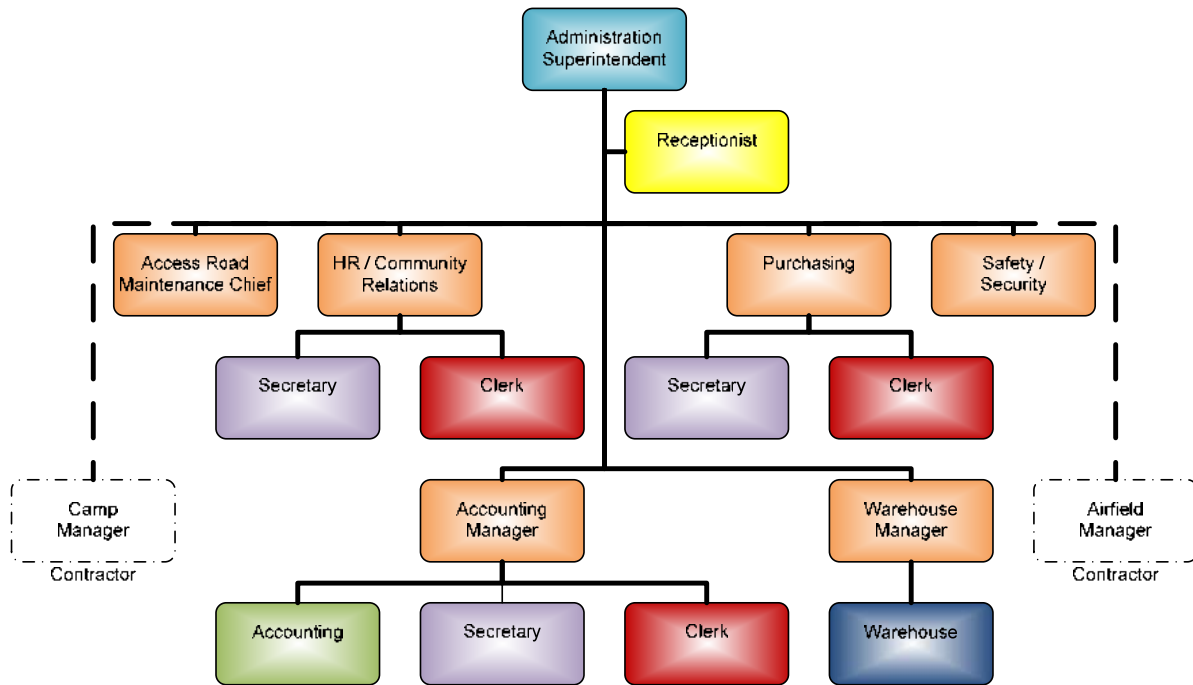 Administration
Superintendent
Receptionist
Access Road
Maintenance Chief
HR / Community
Relations
Purchasing
Safety /
Security
Secretary
Clerk
Secretary
Clerk
Camp
Manager
Contractor
Accounting
Manager
Warehouse
Manager
Airfield
Manager
Contractor
Accounting
Secretary
Clerk
Warehouse